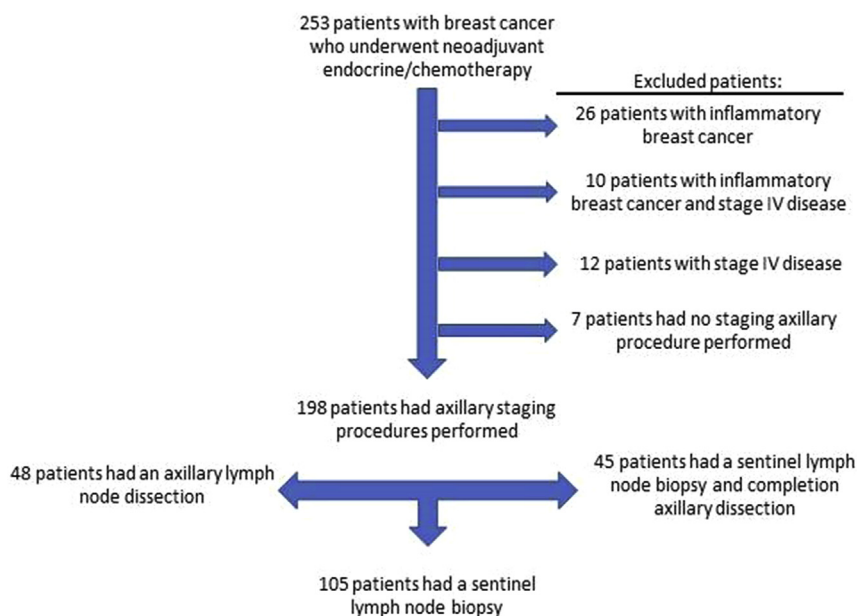 253 patients with breast cancer
who underwent neoadjuvant
endocrine/chemotherapy
Excluded patients:
26 patients with inflammatory
breast cancer
10 patients with inflammatory
breast cancer and stage IV disease
12 patients with stage IV disease
7 patients had no staging axillary
procedure performed
198 patients had axillary staging
procedures performed
48 patients had an axillary lymph
node dissection
45 patients had a sentinel lymph
node biopsy and completion
axillary dissection
105 patients had a sentinel
lymph node biopsy